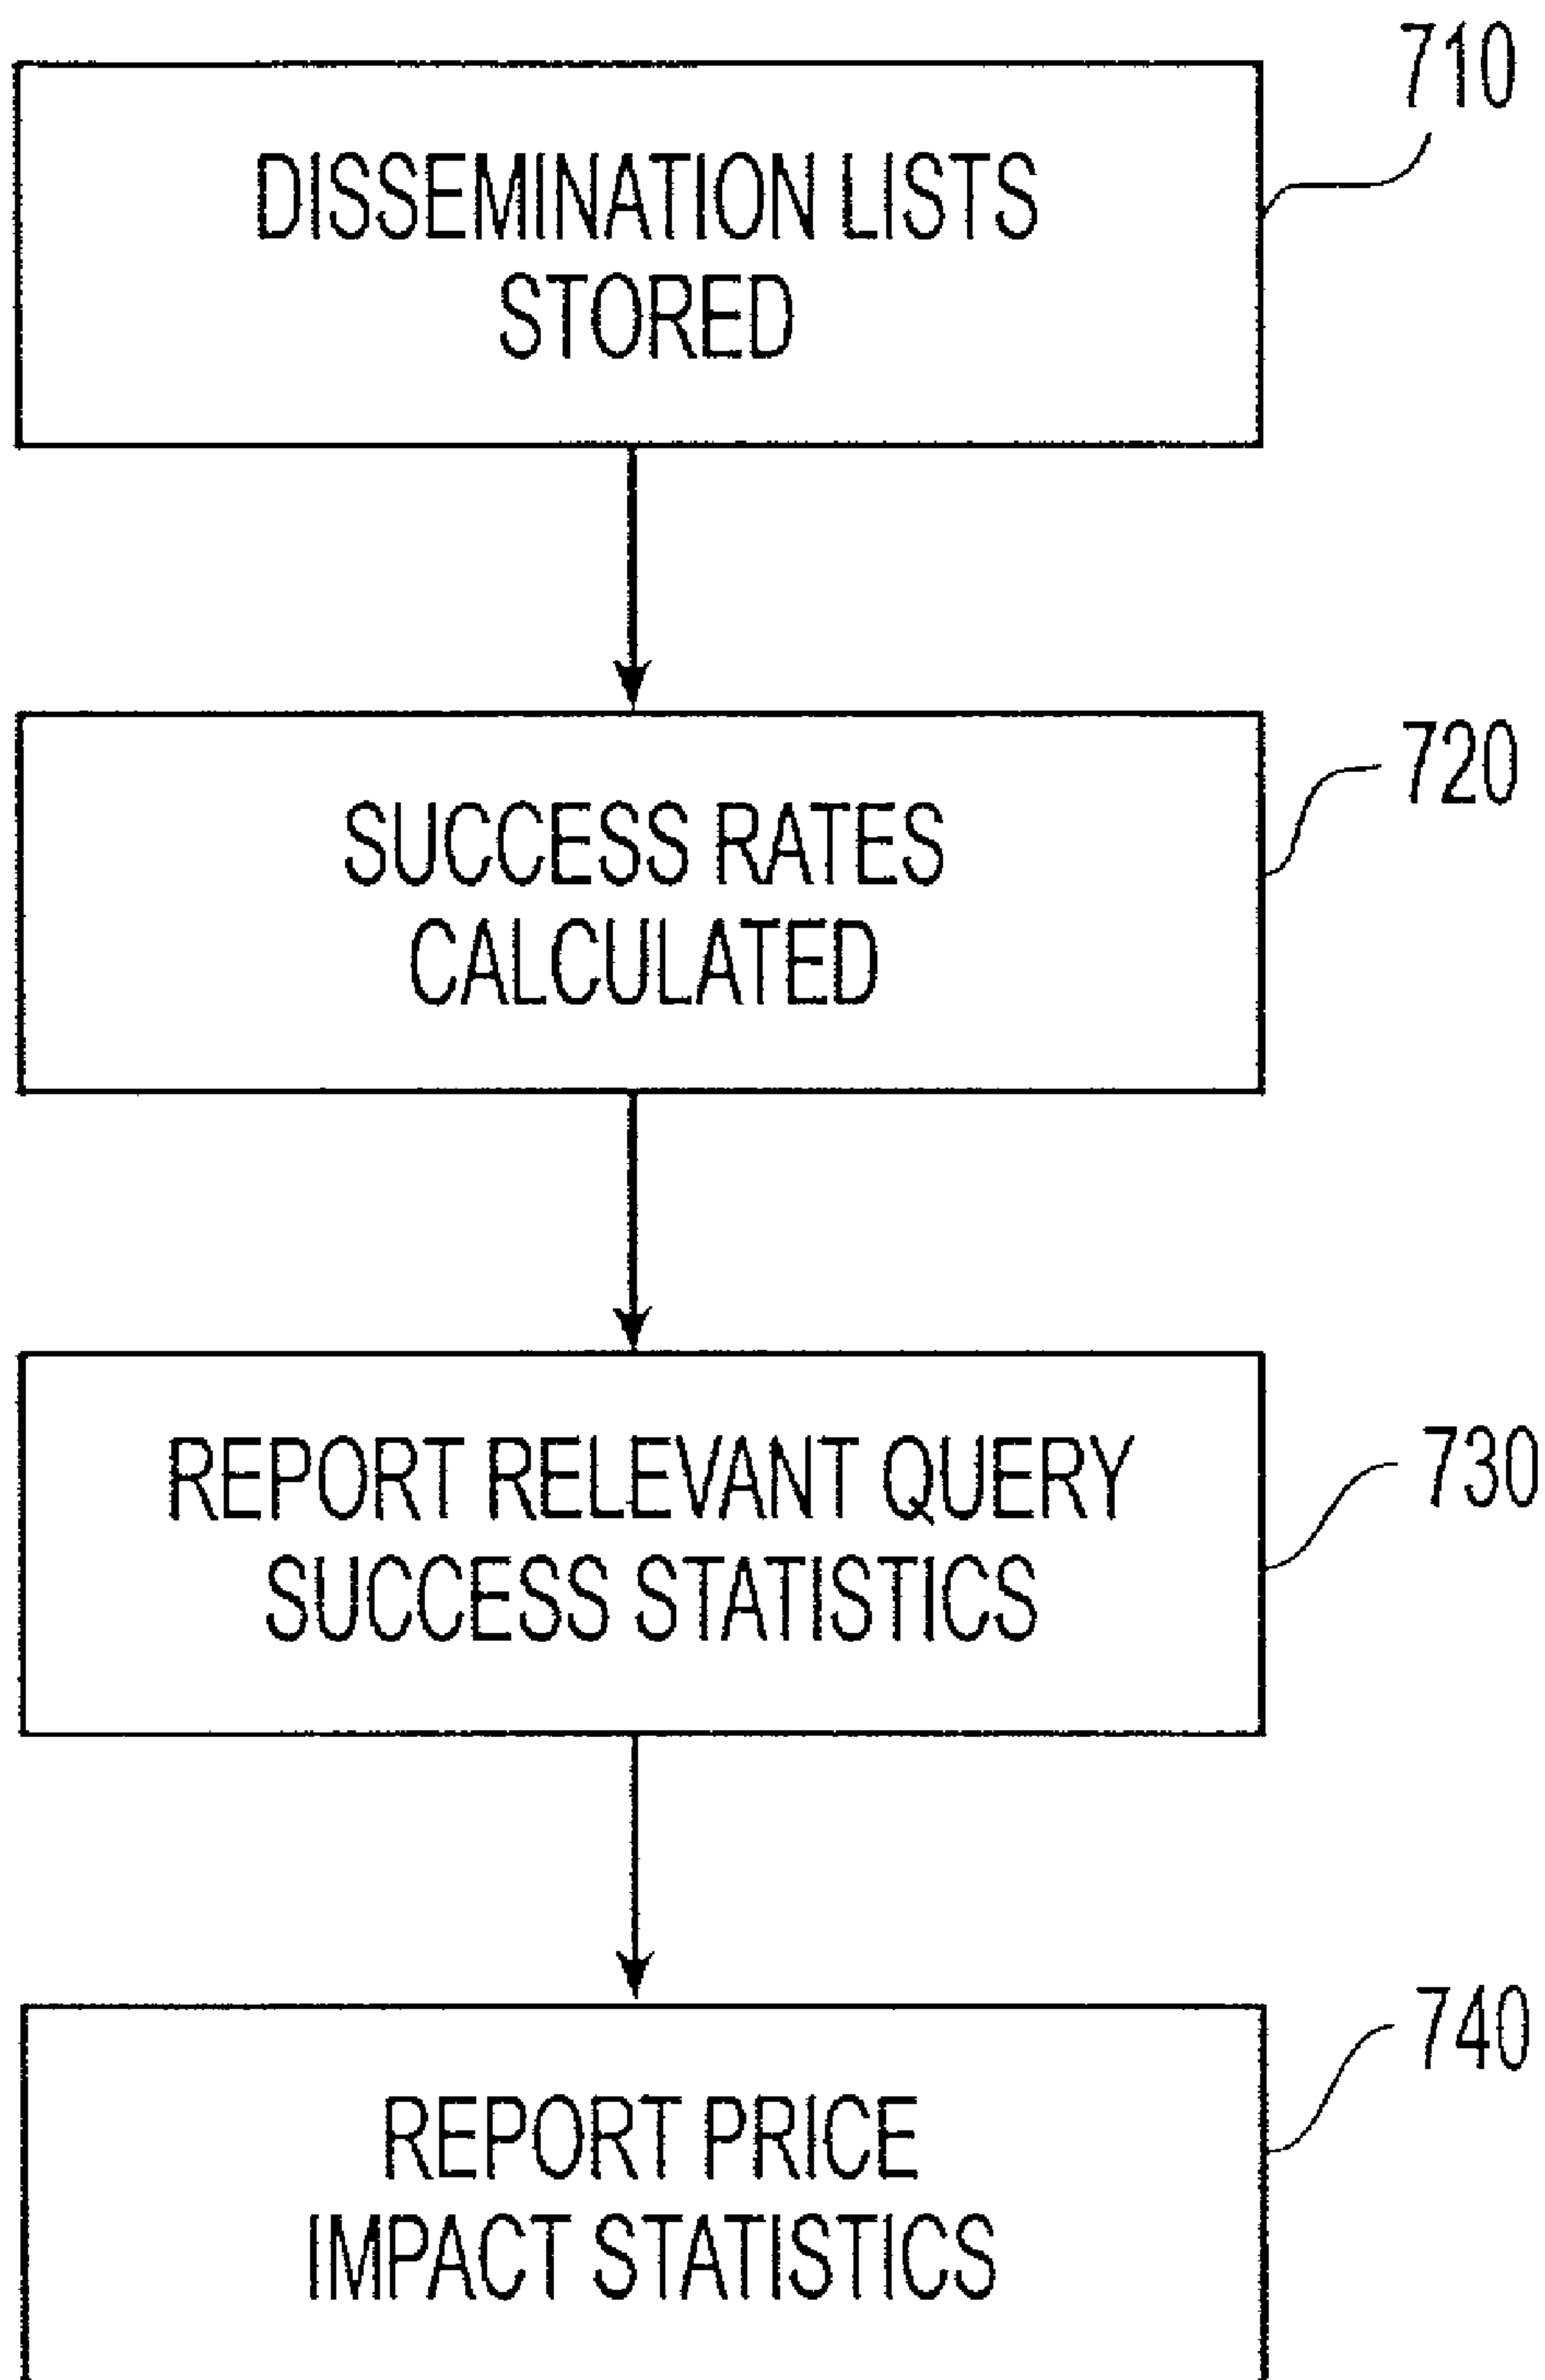 710
DISSEMINATION LISTS
STORED
720
SUCCESS RATES
CALCULATED
730
REPORT RELEVANT QUERY
SUCCESS STATISTICS
740
REPORT PRICE
IMPACT STATISTICS